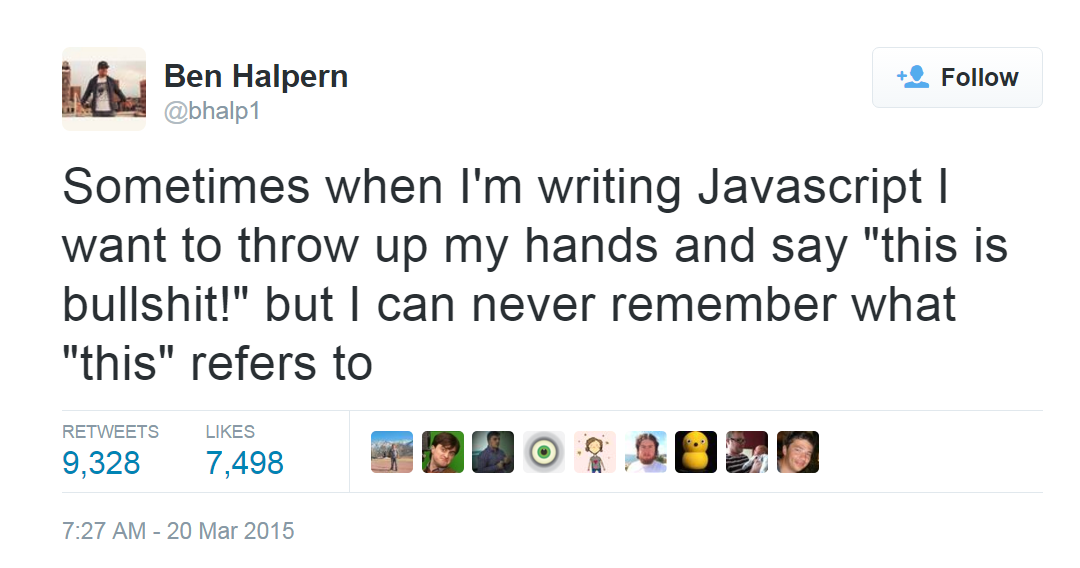 Ben Halpern
@bhalp1
Follow
Sometimes when I'm writing Javascript I
want to throw up my hands and say "this is
bullshit!" but I can never remember what
"this" refers to
RETWEETS LIKES
9,328 7,498
7:27 AM - 20 Mar 2015